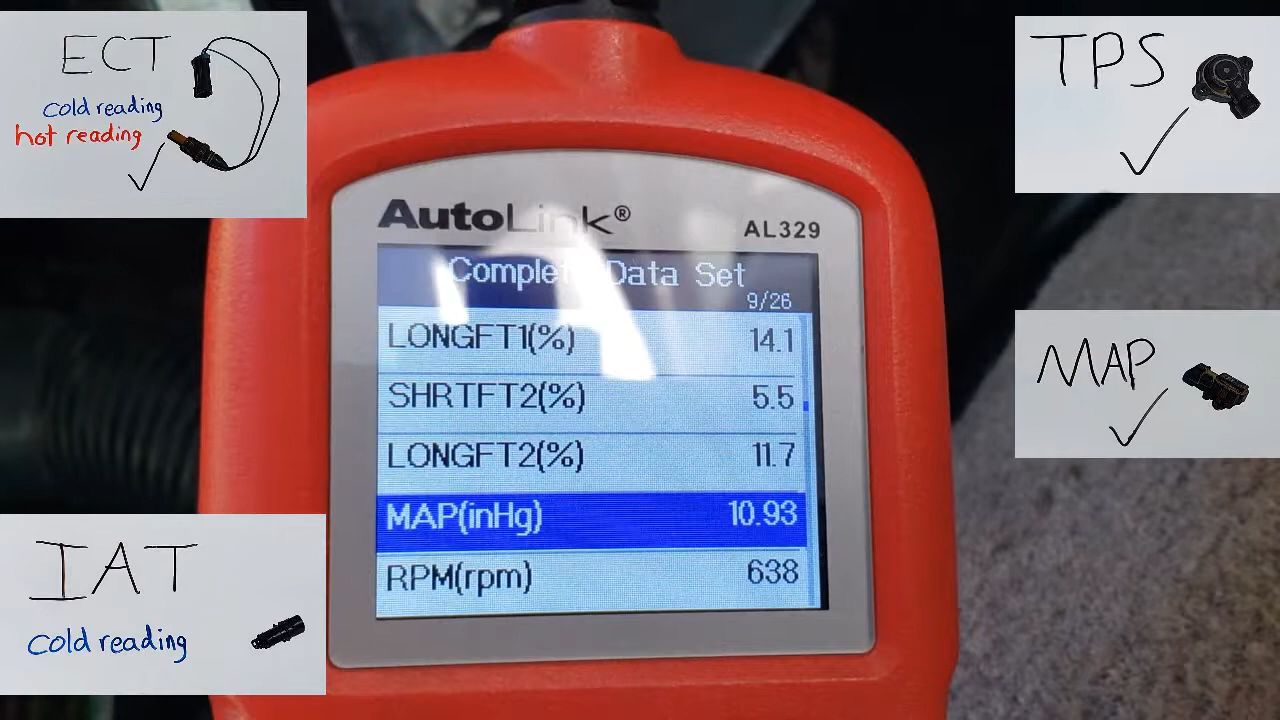 ECT
cold reading
hot reading
TPS
MAP
IAT
cold reading
AutoLink®
AL329
Complete Data Set
9/26
LONGFT1(%) 14.1
SHRTFT2(%) 5.5
LONGFT2(%) 11.7
MAP(inHg) 10.93
RPM(rpm) 638